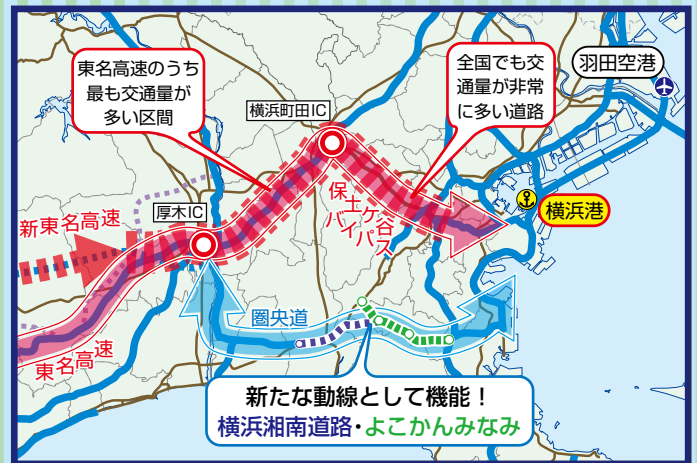 東名高速のうち
最も交通量が
多い区間
全国でも交
通量が非常
に多い道路
羽田空港
横浜町田IC
保土ケ谷
バイパス
横浜港
厚木IC
新東名高速
東名高速
圏央道
新たな動線として機能！
横浜湘南道路・よこかんみなみ